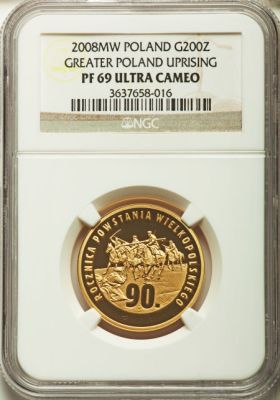 2008MW POLAND G200Z
GREATER POLAND UPRISING
PF 69 ULTRA CAMEO
3637658-016
NGC
ROCZNICA POWSTANIA WIELKOPOLSKIEGO
90.